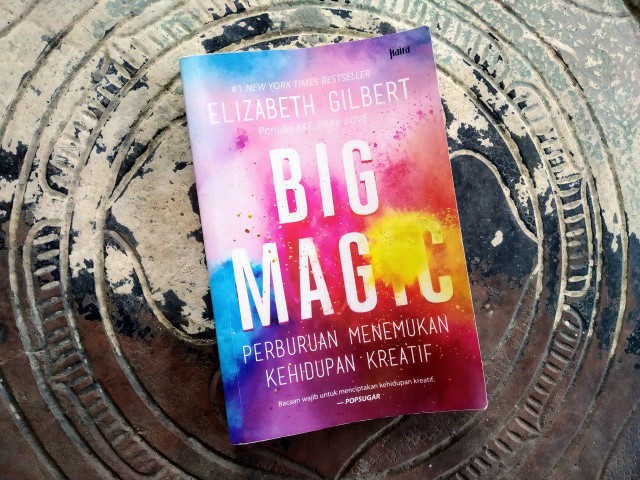 Kaifa
#1 NEW YORK TIMES BESTSELLER
ELIZABETH GILBERT
Penulis EAT, PRAY, LOVE
BIG
MAGIC
PERBURUAN MENEMUKAN
KEHIDUPAN KREATIF
Bacaan wajib untuk menciptakan kehidupan kreatif.
— POPSUGAR